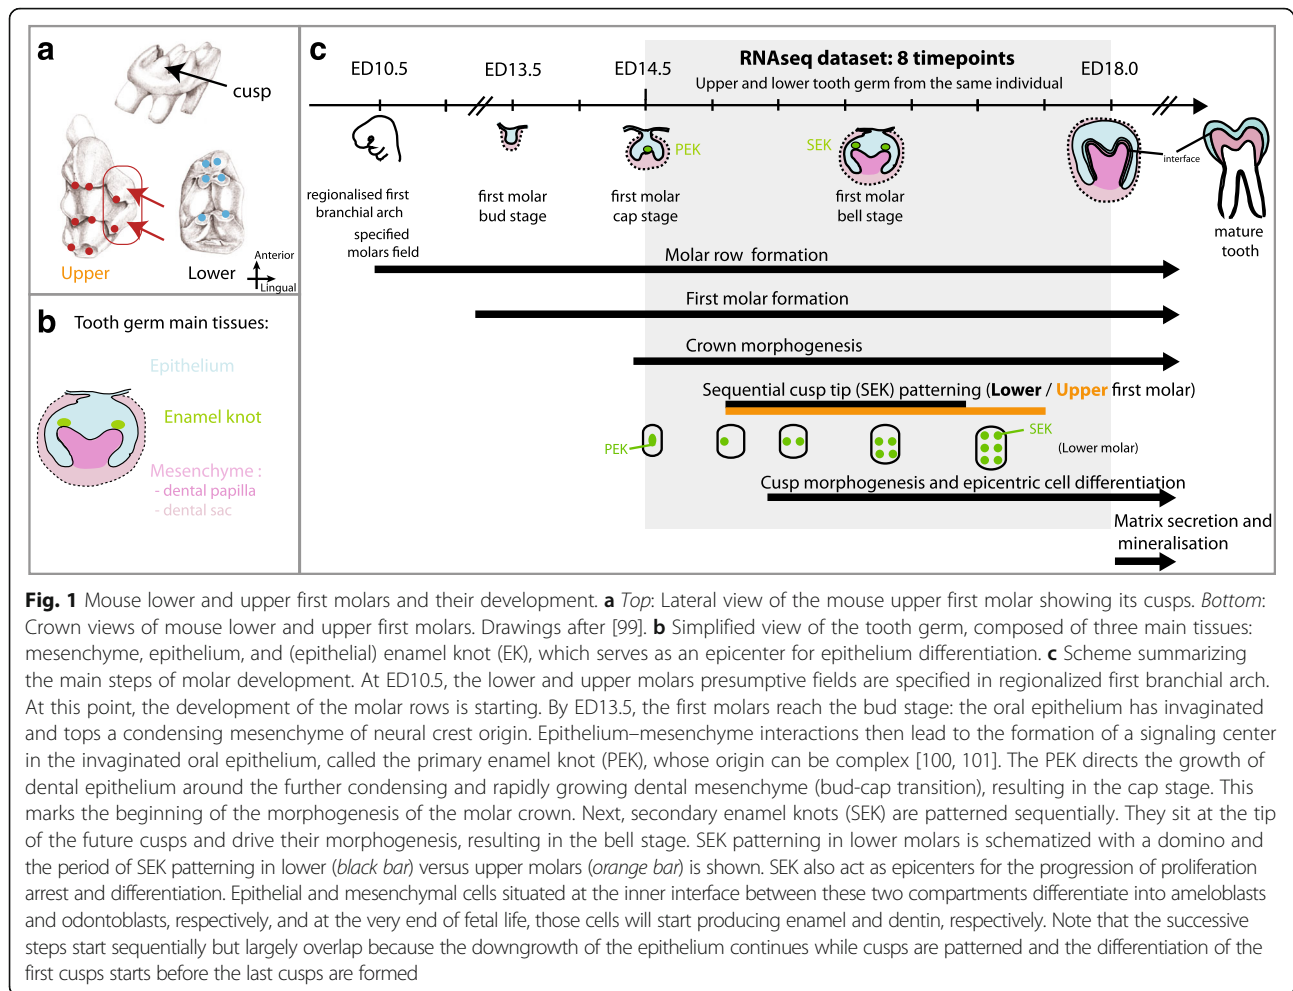 a
cusp
Upper
Lower
Anterior
Lingual
b Tooth germ main tissues:
Epithelium
Enamel knot
Mesenchyme :
- dental papilla
- dental sac
c
RNAseq dataset: 8 timepoints
Upper and lower tooth germ from the same individual
ED10.5 ED13.5 ED14.5 ED18.0
PEK
SEK
interface
regionalised first
branchial arch
specified
molars field
first molar
bud stage
first molar
cap stage
first molar
bell stage
mature
tooth
Molar row formation
First molar formation
Crown morphogenesis
Sequential cusp tip (SEK) patterning (Lower / Upper first molar)
PEK
SEK
(Lower molar)
Cusp morphogenesis and epicentric cell differentiation
Matrix secretion and
mineralisation
Fig. 1 Mouse lower and upper first molars and their development. a Top: Lateral view of the mouse upper first molar showing its cusps. Bottom:
Crown views of mouse lower and upper first molars. Drawings after [99]. b Simplified view of the tooth germ, composed of three main tissues:
mesenchyme, epithelium, and (epithelial) enamel knot (EK), which serves as an epicenter for epithelium differentiation. c Scheme summarizing
the main steps of molar development. At ED10.5, the lower and upper molars presumptive fields are specified in regionalized first branchial arch.
At this point, the development of the molar rows is starting. By ED13.5, the first molars reach the bud stage: the oral epithelium has invaginated
and tops a condensing mesenchyme of neural crest origin. Epithelium–mesenchyme interactions then lead to the formation of a signaling center
in the invaginated oral epithelium, called the primary enamel knot (PEK), whose origin can be complex [100, 101]. The PEK directs the growth of
dental epithelium around the further condensing and rapidly growing dental mesenchyme (bud-cap transition), resulting in the cap stage. This
marks the beginning of the morphogenesis of the molar crown. Next, secondary enamel knots (SEK) are patterned sequentially. They sit at the tip
of the future cusps and drive their morphogenesis, resulting in the bell stage. SEK patterning in lower molars is schematized with a domino and
the period of SEK patterning in lower (black bar) versus upper molars (orange bar) is shown. SEK also act as epicenters for the progression of proliferation
arrest and differentiation. Epithelial and mesenchymal cells situated at the inner interface between these two compartments differentiate into ameloblasts
and odontoblasts, respectively, and at the very end of fetal life, those cells will start producing enamel and dentin, respectively. Note that the successive
steps start sequentially but largely overlap because the downgrowth of the epithelium continues while cusps are patterned and the differentiation of the
first cusps starts before the last cusps are formed